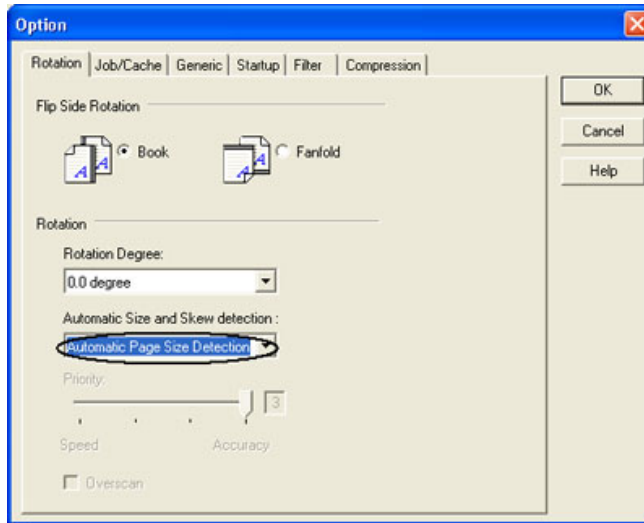 Option
Rotation Job/Cache Generic Startup Filter Compression
OK
Cancel
Help
Flip Side Rotation
A A Book A A Fanfold
Rotation
Rotation Degree:
0.0 degree
Automatic Size and Skew detection :
Automatic Page Size Detection
Priority:
3
Speed Accuracy
Overscan